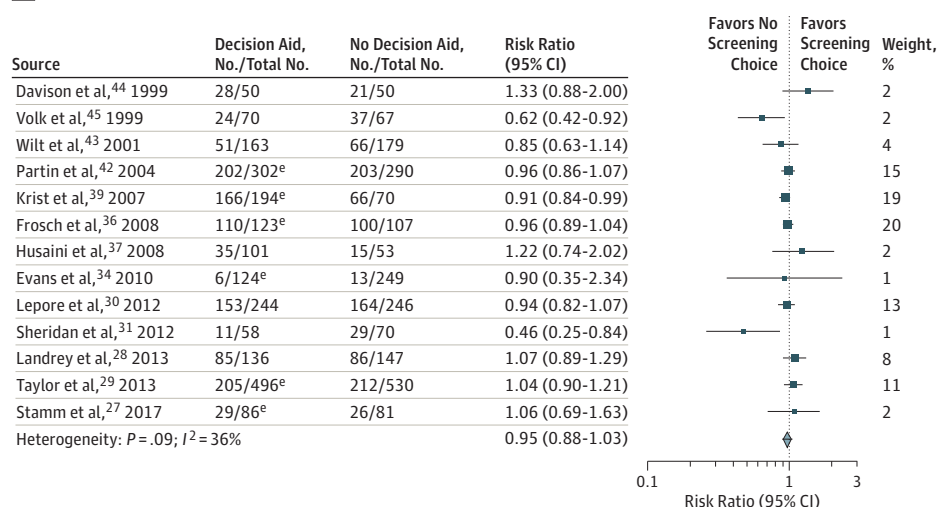 Source Decision Aid, No./Total No. No Decision Aid, No./Total No. Risk Ratio (95% CI) Favors No Screening Choice Favors Screening Choice Weight, %
Davison et al,44 1999 28/50 21/50 1.33 (0.88-2.00) 2
Volk et al,45 1999 24/70 37/67 0.62 (0.42-0.92) 2
Wilt et al,43 2001 51/163 66/179 0.85 (0.63-1.14) 4
Partin et al,42 2004 202/302e 203/290 0.96 (0.86-1.07) 15
Krist et al,39 2007 166/194e 66/70 0.91 (0.84-0.99) 19
Frosch et al,36 2008 110/123e 100/107 0.96 (0.89-1.04) 20
Husaini et al,37 2008 35/101 15/53 1.22 (0.74-2.02) 2
Evans et al,34 2010 6/124e 13/249 0.90 (0.35-2.34) 1
Lepore et al,30 2012 153/244 164/246 0.94 (0.82-1.07) 13
Sheridan et al,31 2012 11/58 29/70 0.46 (0.25-0.84) 1
Landrey et al,28 2013 85/136 86/147 1.07 (0.89-1.29) 8
Taylor et al,29 2013 205/496e 212/530 1.04 (0.90-1.21) 11
Stamm et al,27 2017 29/86e 26/81 1.06 (0.69-1.63) 2
Heterogeneity: P = .09; I2 = 36% 0.95 (0.88-1.03)
0.1 1 3
Risk Ratio (95% CI)